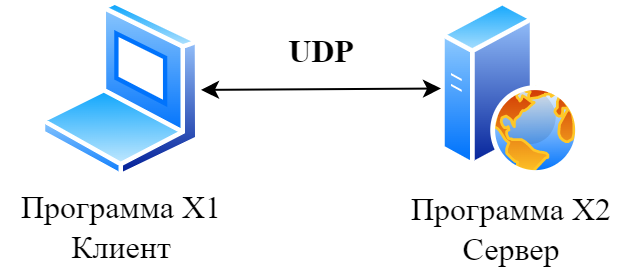 UDP
Программа X1
Клиент
Программа X2
Сервер